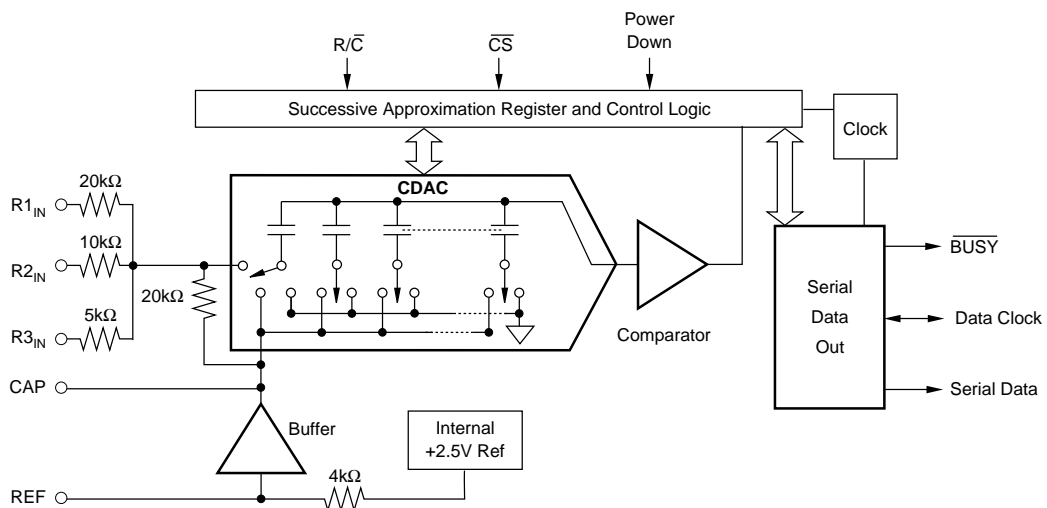 Power
Down
R/C̅
C̅S̅
Successive Approximation Register and Control Logic
Clock
CDAC
20kΩ
R1IN
10kΩ
R2IN
20kΩ
5kΩ
R3IN
Comparator
B̅U̅S̅Y̅
Serial
Data
Out
Data Clock
Serial Data
CAP
Buffer
Internal
+2.5V Ref
4kΩ
REF